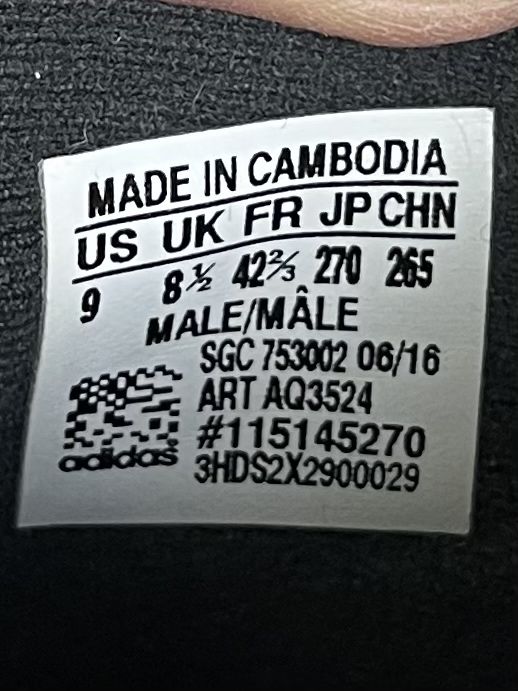 MADE IN CAMBODIA
US UK FR JP CHN
9 8½ 42⅔ 270 265
MALE/MÂLE
SGC 753002 06/16
ART AQ3524
#115145270
adidas
3HDS2X2900029